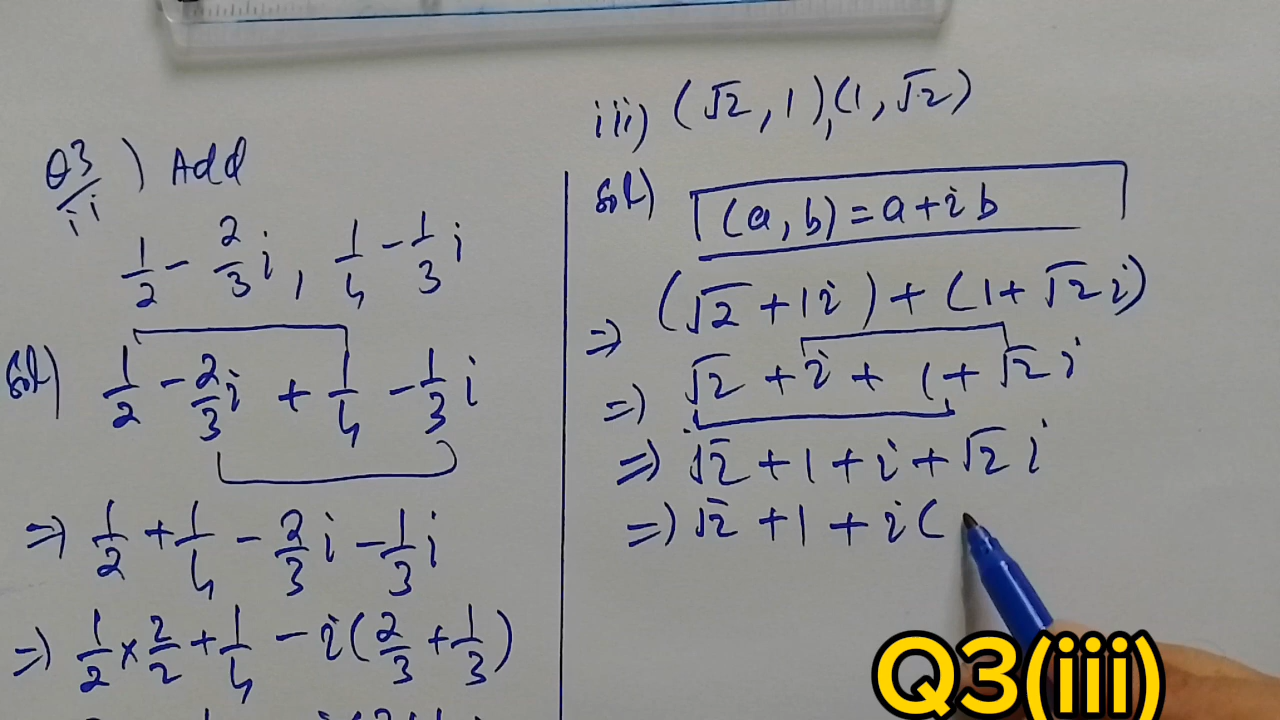 Q3/ii) Add
1/2 - 2/3 i, 1/4 - 1/3 i
Sol) 1/2 - 2/3 i + 1/4 - 1/3 i
=> 1/2 + 1/4 - 2/3 i - 1/3 i
=> 1/2 × 2/2 + 1/4 - i(2/3 + 1/3)
iii) (√2, 1), (1, √2)
Sol) (a, b) = a + ib
=> (√2 + 1i) + (1 + √2 i)
=> √2 + i + 1 + √2 i
=> √2 + 1 + i + √2 i
=> √2 + 1 + i (
Q3(iii)